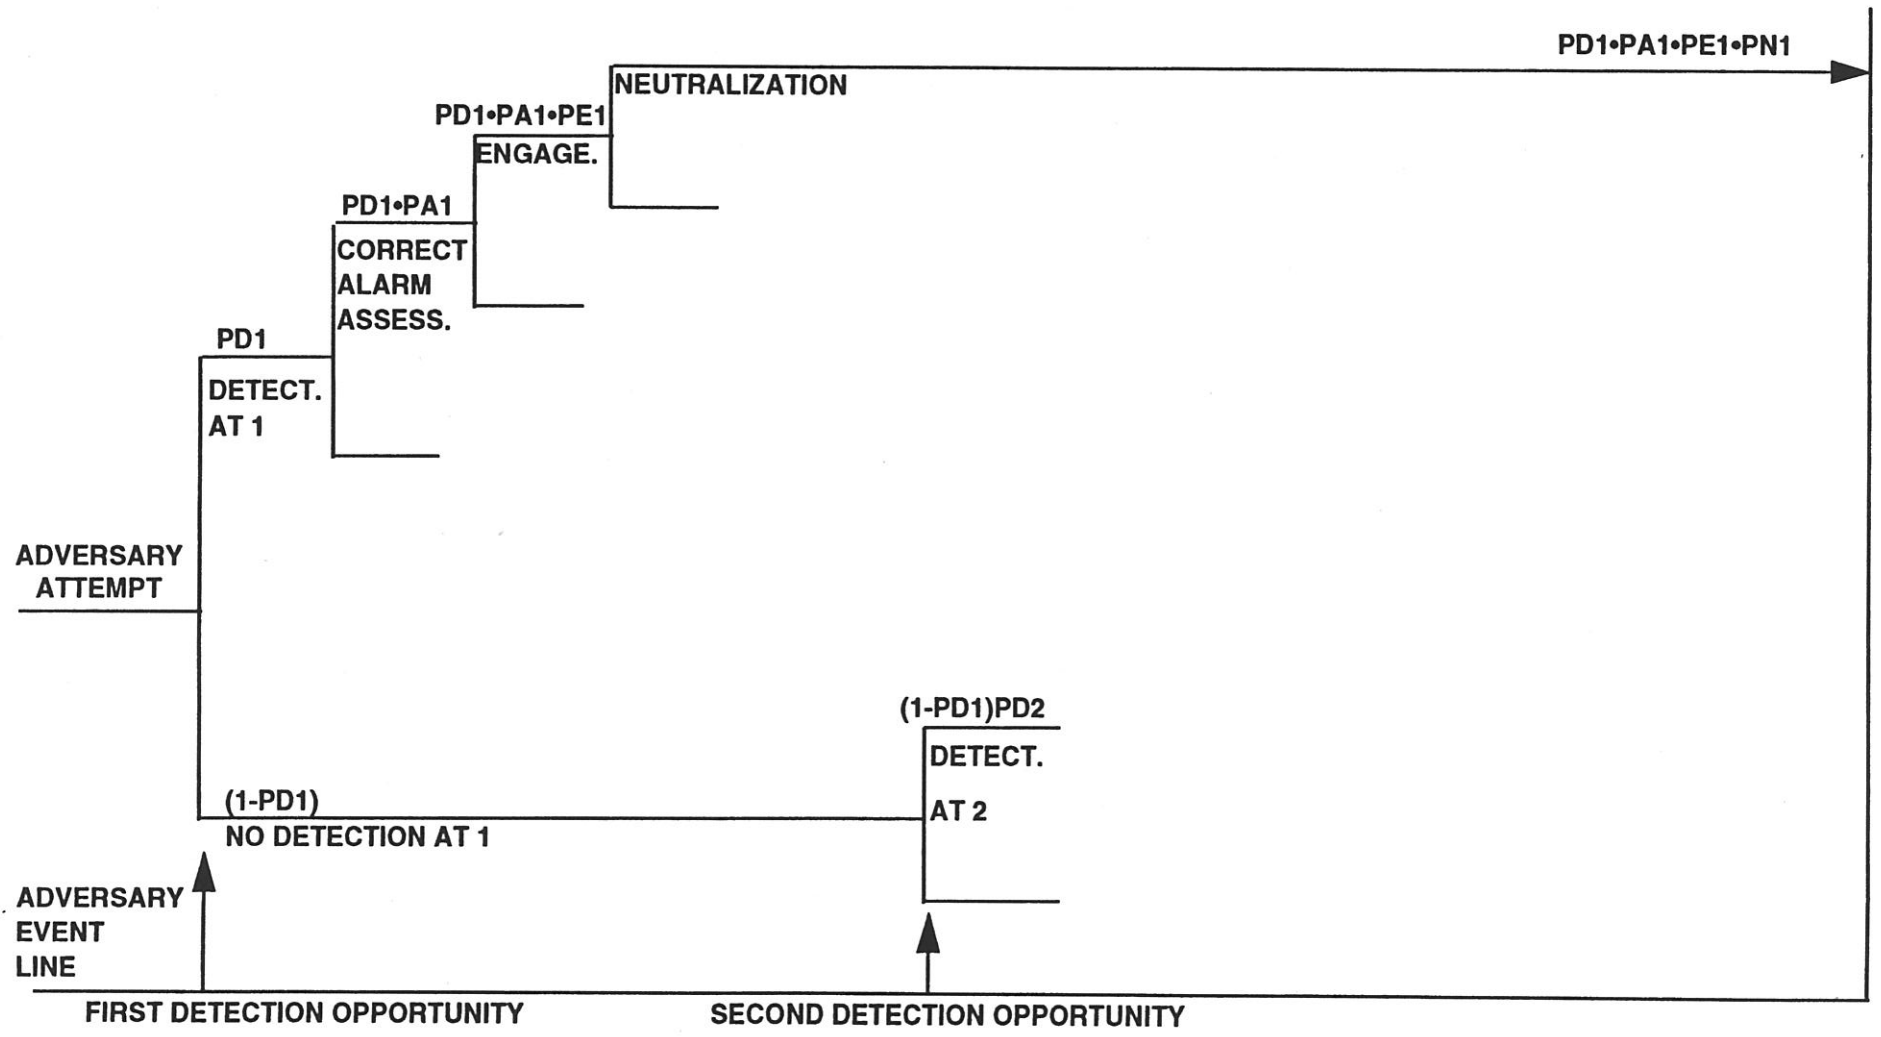 PD1•PA1•PE1•PN1
NEUTRALIZATION
PD1•PA1•PE1
ENGAGE.
PD1•PA1
CORRECT
ALARM
ASSESS.
PD1
DETECT.
AT 1
ADVERSARY
ATTEMPT
(1-PD1)PD2
DETECT.
AT 2
(1-PD1)
NO DETECTION AT 1
ADVERSARY
EVENT
LINE
FIRST DETECTION OPPORTUNITY
SECOND DETECTION OPPORTUNITY